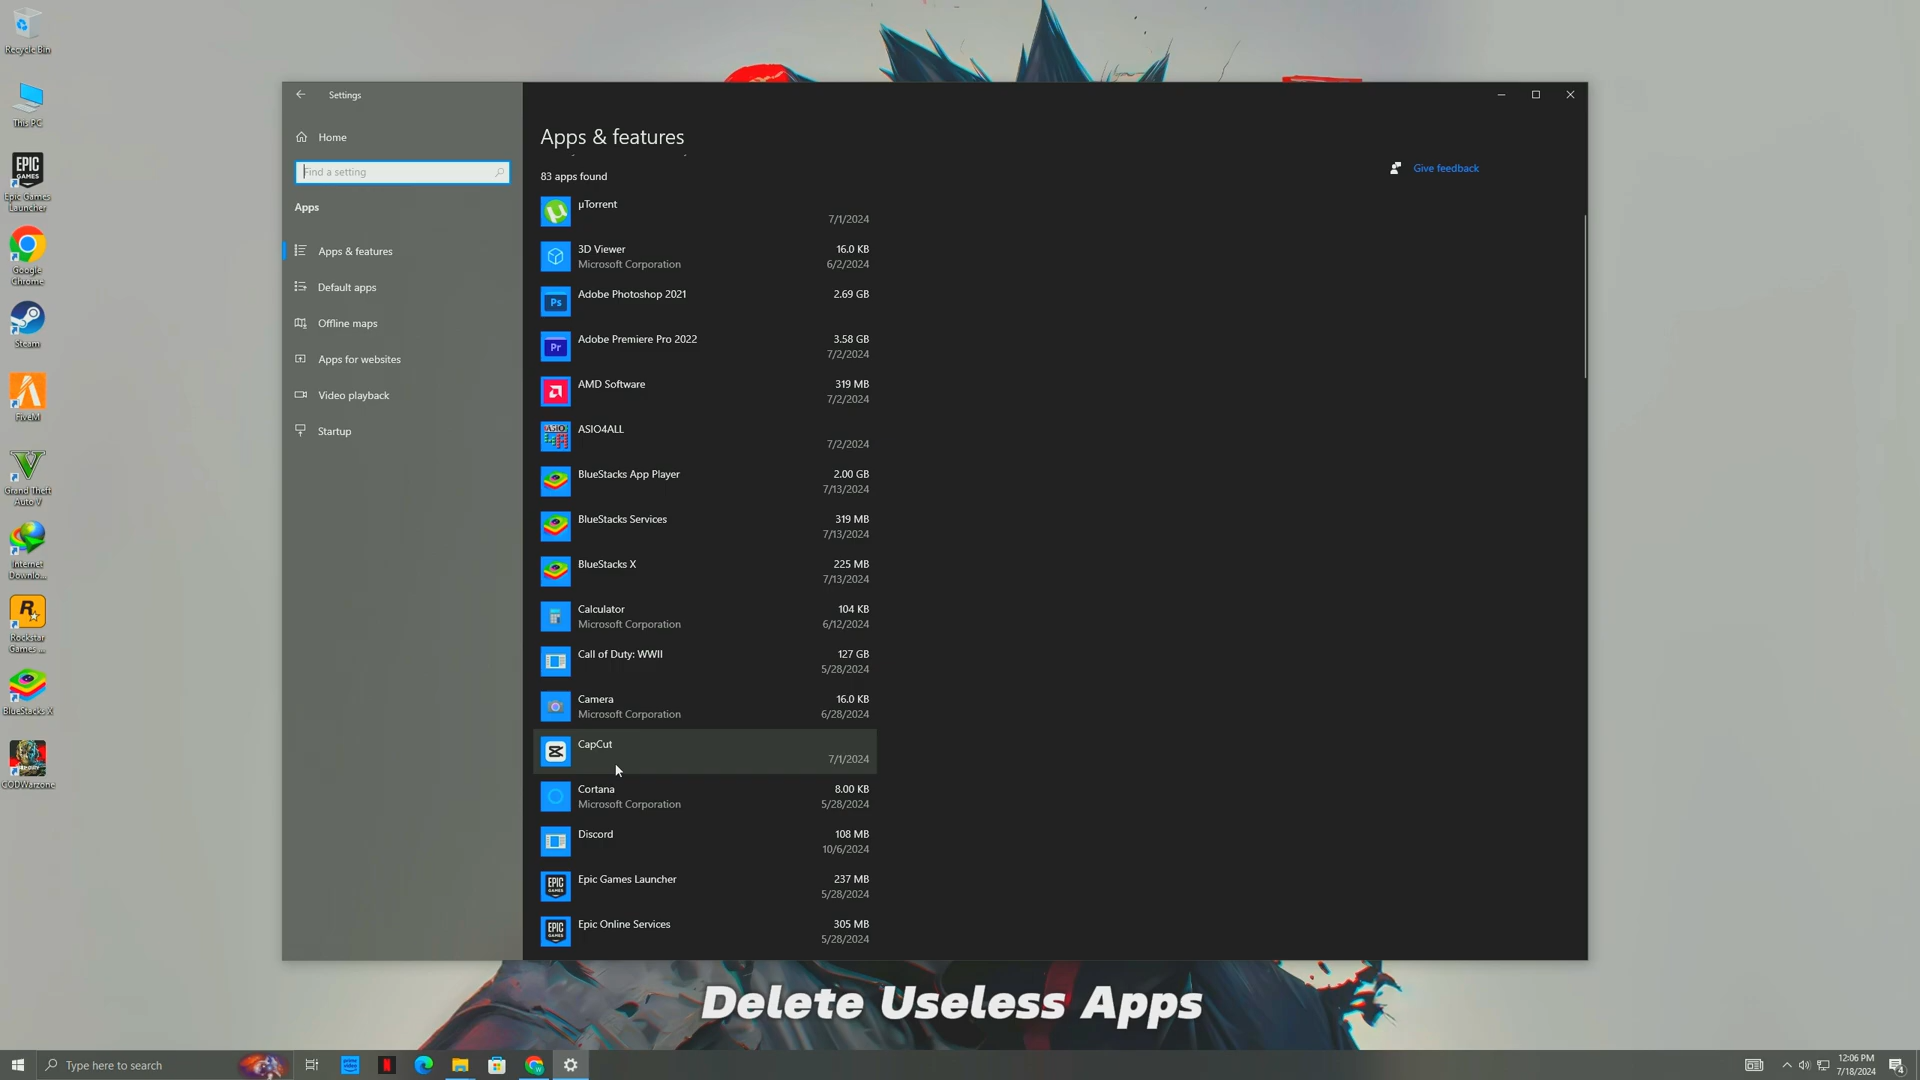 Recycle Bin
This PC
Epic Games
Launcher
Google
Chrome
Steam
FiveM
Grand Theft
Auto V
Internet
Downlo...
Rockstar
Games ...
BlueStacks X
CODWarzone
Settings
Home
Find a setting
Apps
Apps & features
Default apps
Offline maps
Apps for websites
Video playback
Startup
Apps & features
83 apps found
Give feedback
µTorrent
7/1/2024
3D Viewer 16.0 KB
Microsoft Corporation 6/2/2024
Adobe Photoshop 2021 2.69 GB
Adobe Premiere Pro 2022 3.58 GB
7/2/2024
AMD Software 319 MB
7/2/2024
ASIO4ALL
7/2/2024
BlueStacks App Player 2.00 GB
7/13/2024
BlueStacks Services 319 MB
7/13/2024
BlueStacks X 225 MB
7/13/2024
Calculator 104 KB
Microsoft Corporation 6/12/2024
Call of Duty: WWII 127 GB
5/28/2024
Camera 16.0 KB
Microsoft Corporation 6/28/2024
CapCut
7/1/2024
Cortana 8.00 KB
Microsoft Corporation 5/28/2024
Discord 108 MB
10/6/2024
Epic Games Launcher 237 MB
5/28/2024
Epic Online Services 305 MB
5/28/2024
Delete Useless Apps
Type here to search
12:06 PM
7/18/2024